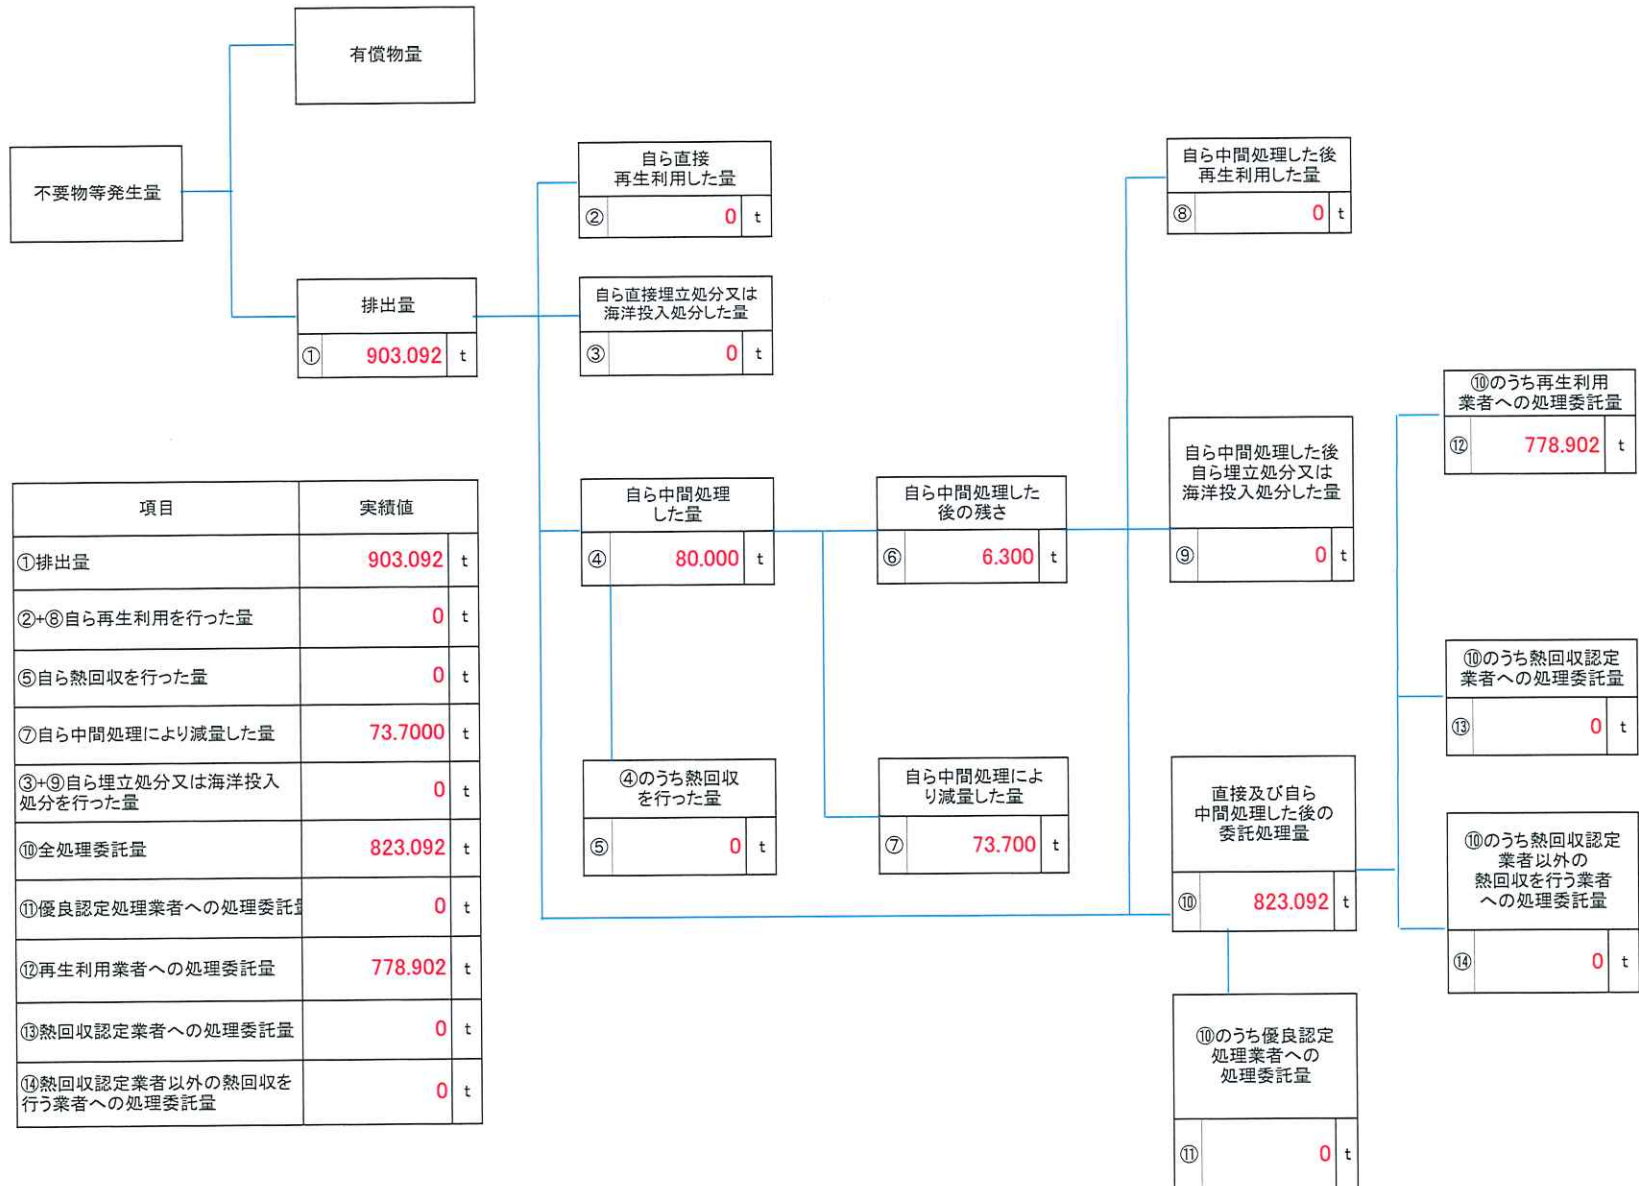 有償物量
不要物等発生量
排出量
① 903.092 t
自ら直接
再生利用した量
② 0 t
自ら直接埋立処分又は
海洋投入処分した量
③ 0 t
自ら中間処理
した量
④ 80.000 t
④のうち熱回収
を行った量
⑤ 0 t
自ら中間処理した
後の残さ
⑥ 6.300 t
自ら中間処理によ
り減量した量
⑦ 73.700 t
自ら中間処理した後
再生利用した量
⑧ 0 t
自ら中間処理した後
自ら埋立処分又は
海洋投入処分した量
⑨ 0 t
直接及び自ら
中間処理した後の
委託処理量
⑩ 823.092 t
⑩のうち優良認定
処理業者への
処理委託量
⑪ 0 t
⑩のうち再生利用
業者への処理委託量
⑫ 778.902 t
⑩のうち熱回収認定
業者への処理委託量
⑬ 0 t
⑩のうち熱回収認定
業者以外の
熱回収を行う業者
への処理委託量
⑭ 0 t
項目 実績値
①排出量 903.092 t
②+⑧自ら再生利用を行った量 0 t
⑤自ら熱回収を行った量 0 t
⑦自ら中間処理により減量した量 73.7000 t
③+⑨自ら埋立処分又は海洋投入
処分を行った量 0 t
⑩全処理委託量 823.092 t
⑪優良認定処理業者への処理委託 0 t
⑫再生利用業者への処理委託量 778.902 t
⑬熱回収認定業者への処理委託量 0 t
⑭熱回収認定業者以外の熱回収を
行う業者への処理委託量 0 t